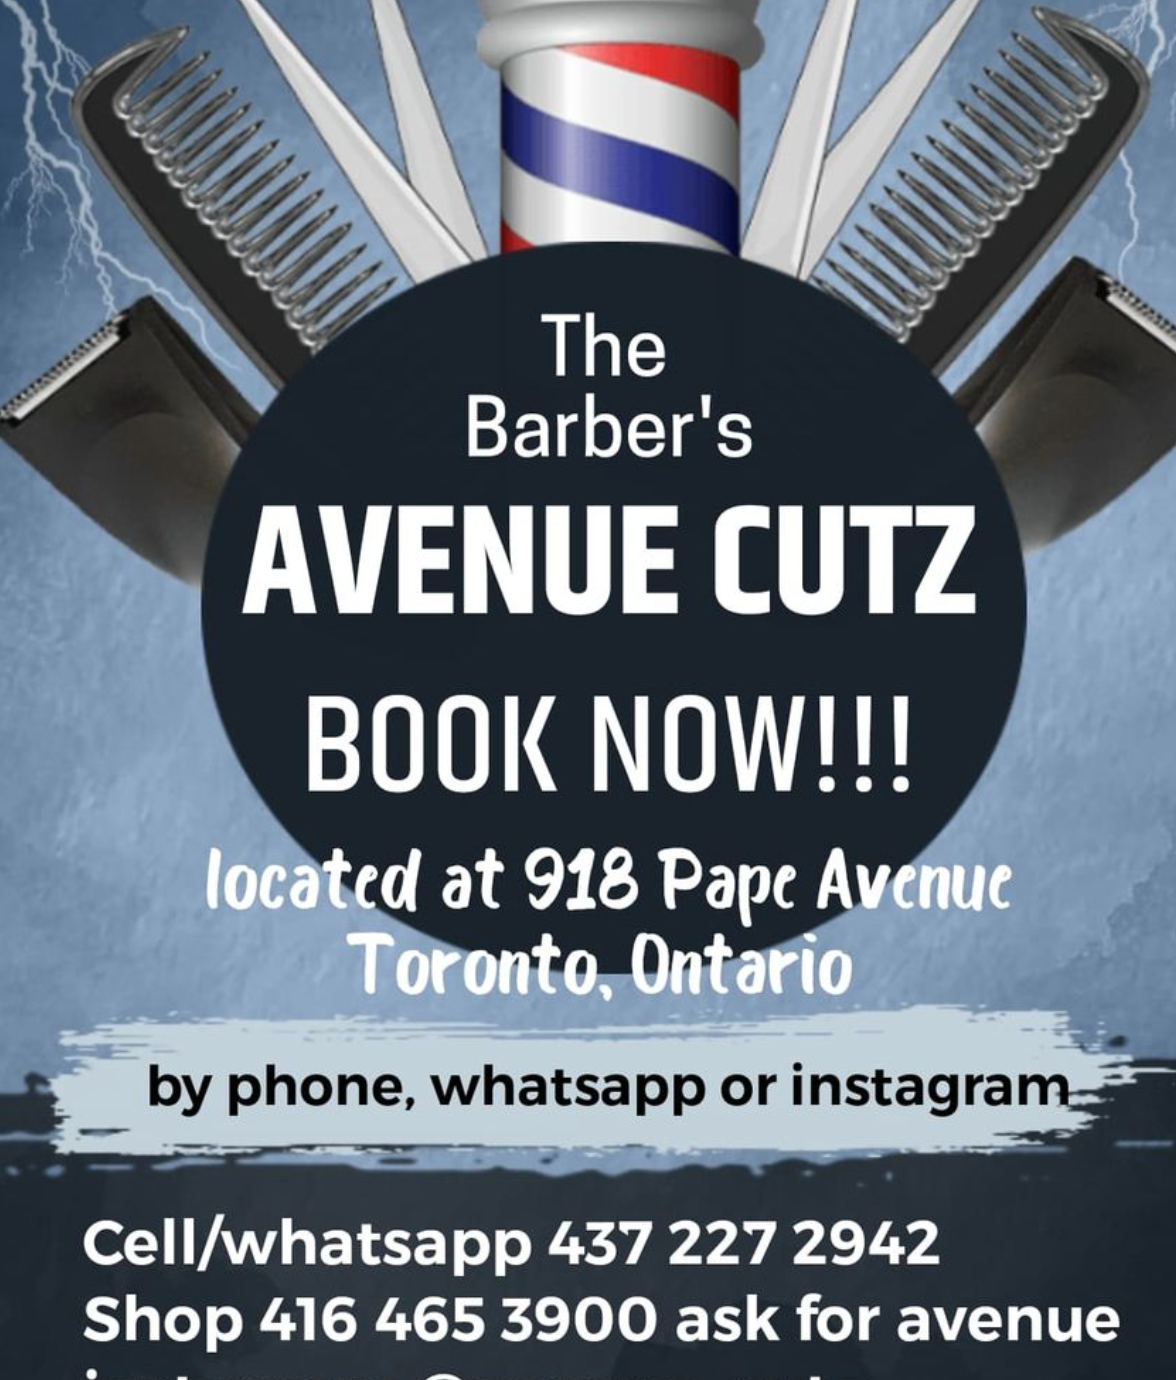 The
Barber's
AVENUE CUTZ
BOOK NOW!!!
located at 918 Pape Avenue
Toronto, Ontario
by phone, whatsapp or instagram
Cell/whatsapp 437 227 2942
Shop 416 465 3900 ask for avenue